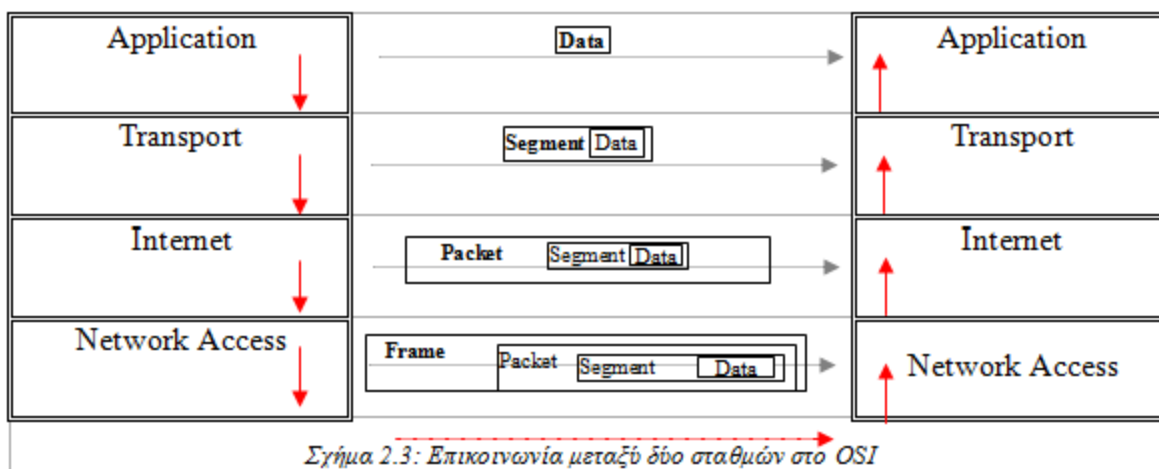 Application Data Application
Transport Segment Data Transport
Internet Packet Segment Data Internet
Network Access Frame Packet Segment Data Network Access
Σχήμα 2.3: Επικοινωνία μεταξύ δύο σταθμών στο OSI